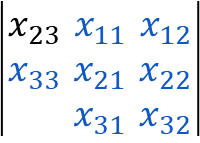 x₂₃ x₁₁ x₁₂
x₃₃ x₂₁ x₂₂
x₃₁ x₃₂